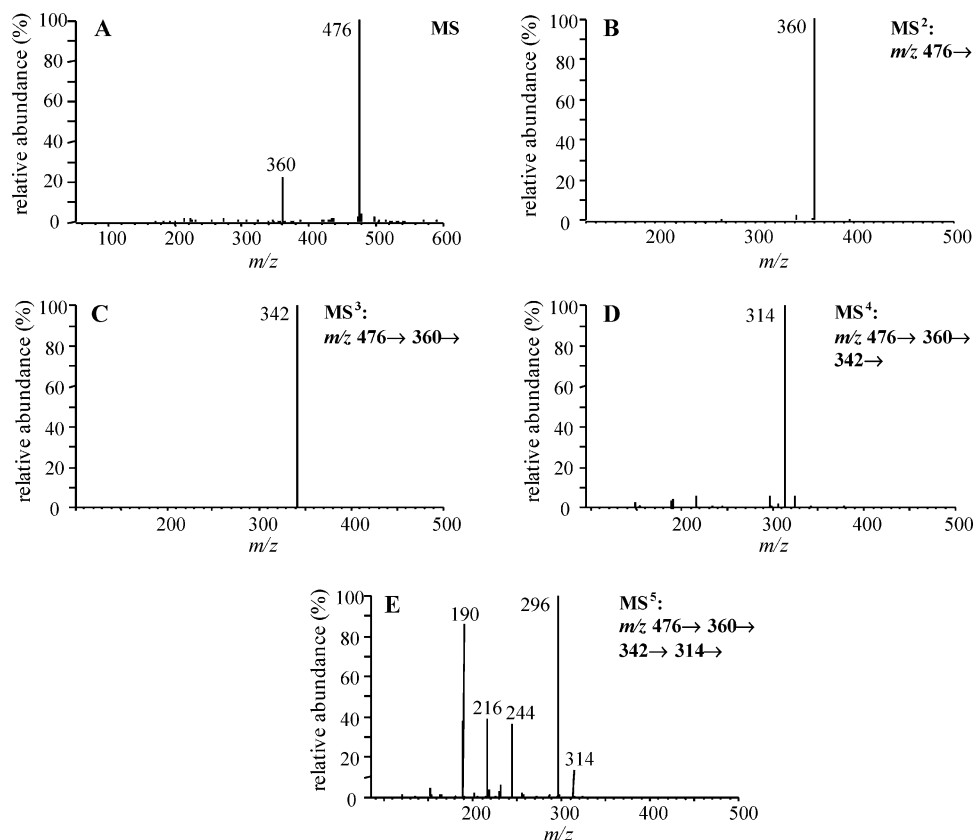 A
MS
476
360
relative abundance (%)
100
80
60
40
20
0
100 200 300 400 500 600
m/z
B
MS²:
m/z 476→
360
relative abundance (%)
100
80
60
40
20
0
200 300 400 500
m/z
C
MS³:
m/z 476→ 360→
342
relative abundance (%)
100
80
60
40
20
0
200 300 400 500
m/z
D
MS⁴:
m/z 476→ 360→
342→
314
relative abundance (%)
100
80
60
40
20
0
200 300 400 500
m/z
E
MS⁵:
m/z 476→ 360→
342→ 314→
296
190
216
244
314
relative abundance (%)
100
80
60
40
20
0
200 300 400 500
m/z